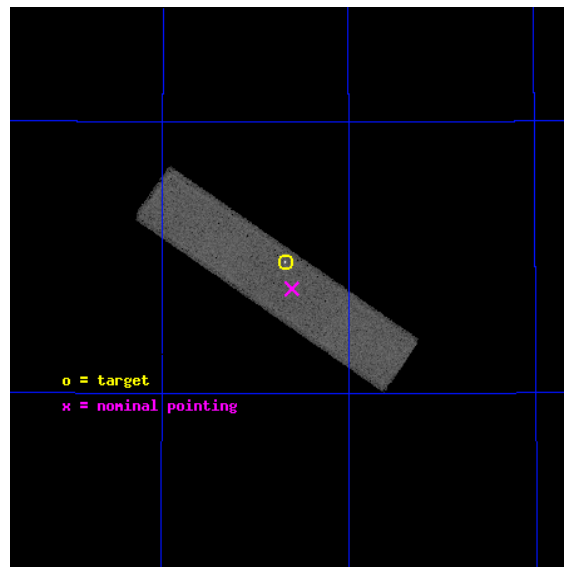 o = target
x = nominal pointing